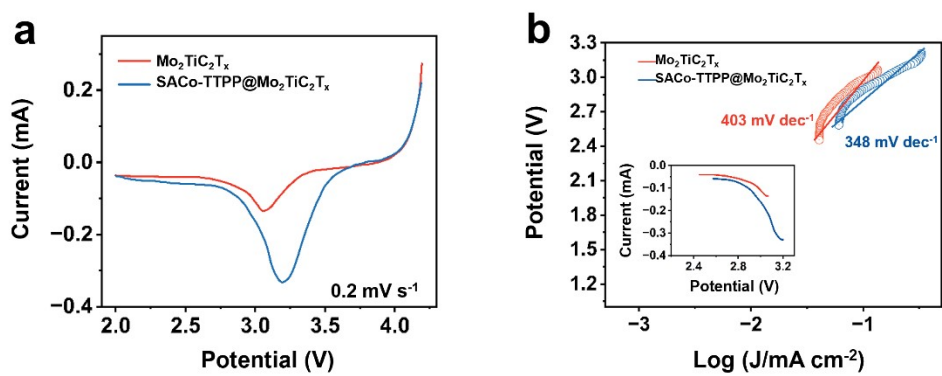 a
Mo₂TiC₂Tₓ
SACo-TTPP@Mo₂TiC₂Tₓ
0.2
0.0
−0.2
−0.4
Current (mA)
0.2 mV s⁻¹
2.0 2.5 3.0 3.5 4.0
Potential (V)
b
Mo₂TiC₂Tₓ
SACo-TTPP@Mo₂TiC₂Tₓ
403 mV dec⁻¹
348 mV dec⁻¹
3.3
3.0
2.7
2.4
2.1
1.8
1.5
1.2
Potential (V)
−0.0
−0.1
−0.2
−0.3
−0.4
Current (mA)
2.4 2.8 3.2
Potential (V)
−3 −2 −1
Log (J/mA cm⁻²)